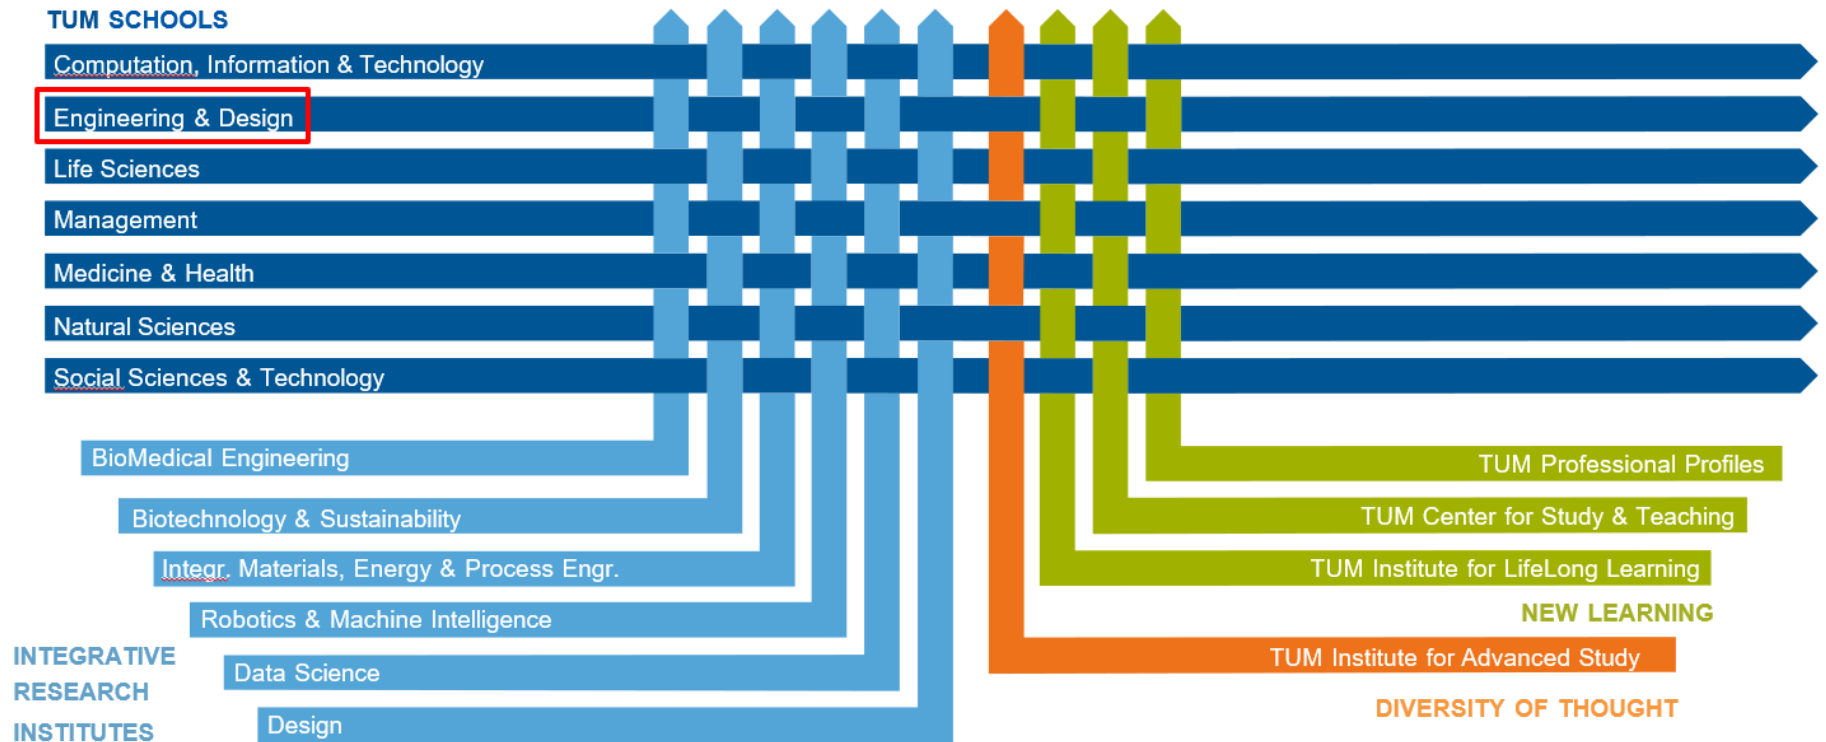 TUM SCHOOLS
Computation, Information & Technology
Engineering & Design
Life Sciences
Management
Medicine & Health
Natural Sciences
Social Sciences & Technology
BioMedical Engineering
Biotechnology & Sustainability
Integr. Materials, Energy & Process Engr.
Robotics & Machine Intelligence
Data Science
Design
INTEGRATIVE
RESEARCH
INSTITUTES
TUM Professional Profiles
TUM Center for Study & Teaching
TUM Institute for LifeLong Learning
NEW LEARNING
TUM Institute for Advanced Study
DIVERSITY OF THOUGHT